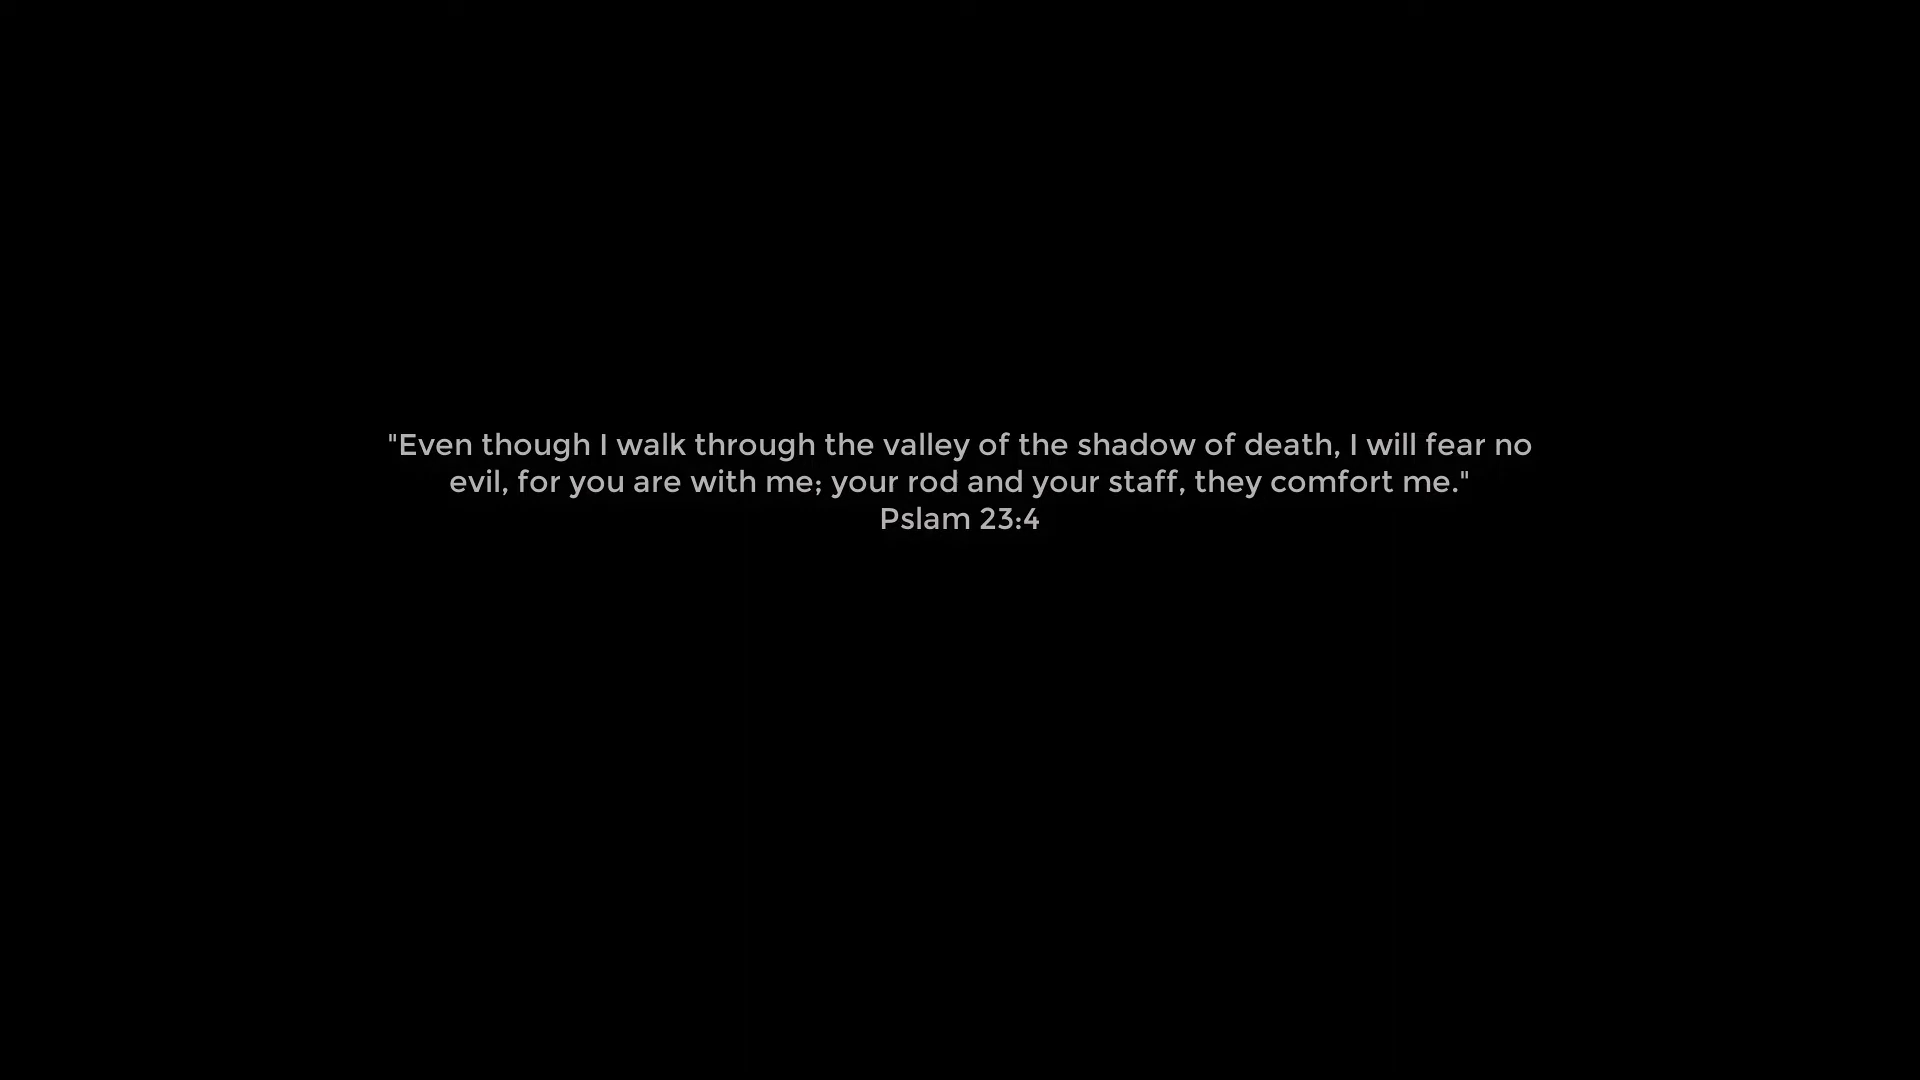 "Even though I walk through the valley of the shadow of death, I will fear no
evil, for you are with me; your rod and your staff, they comfort me."
Pslam 23:4